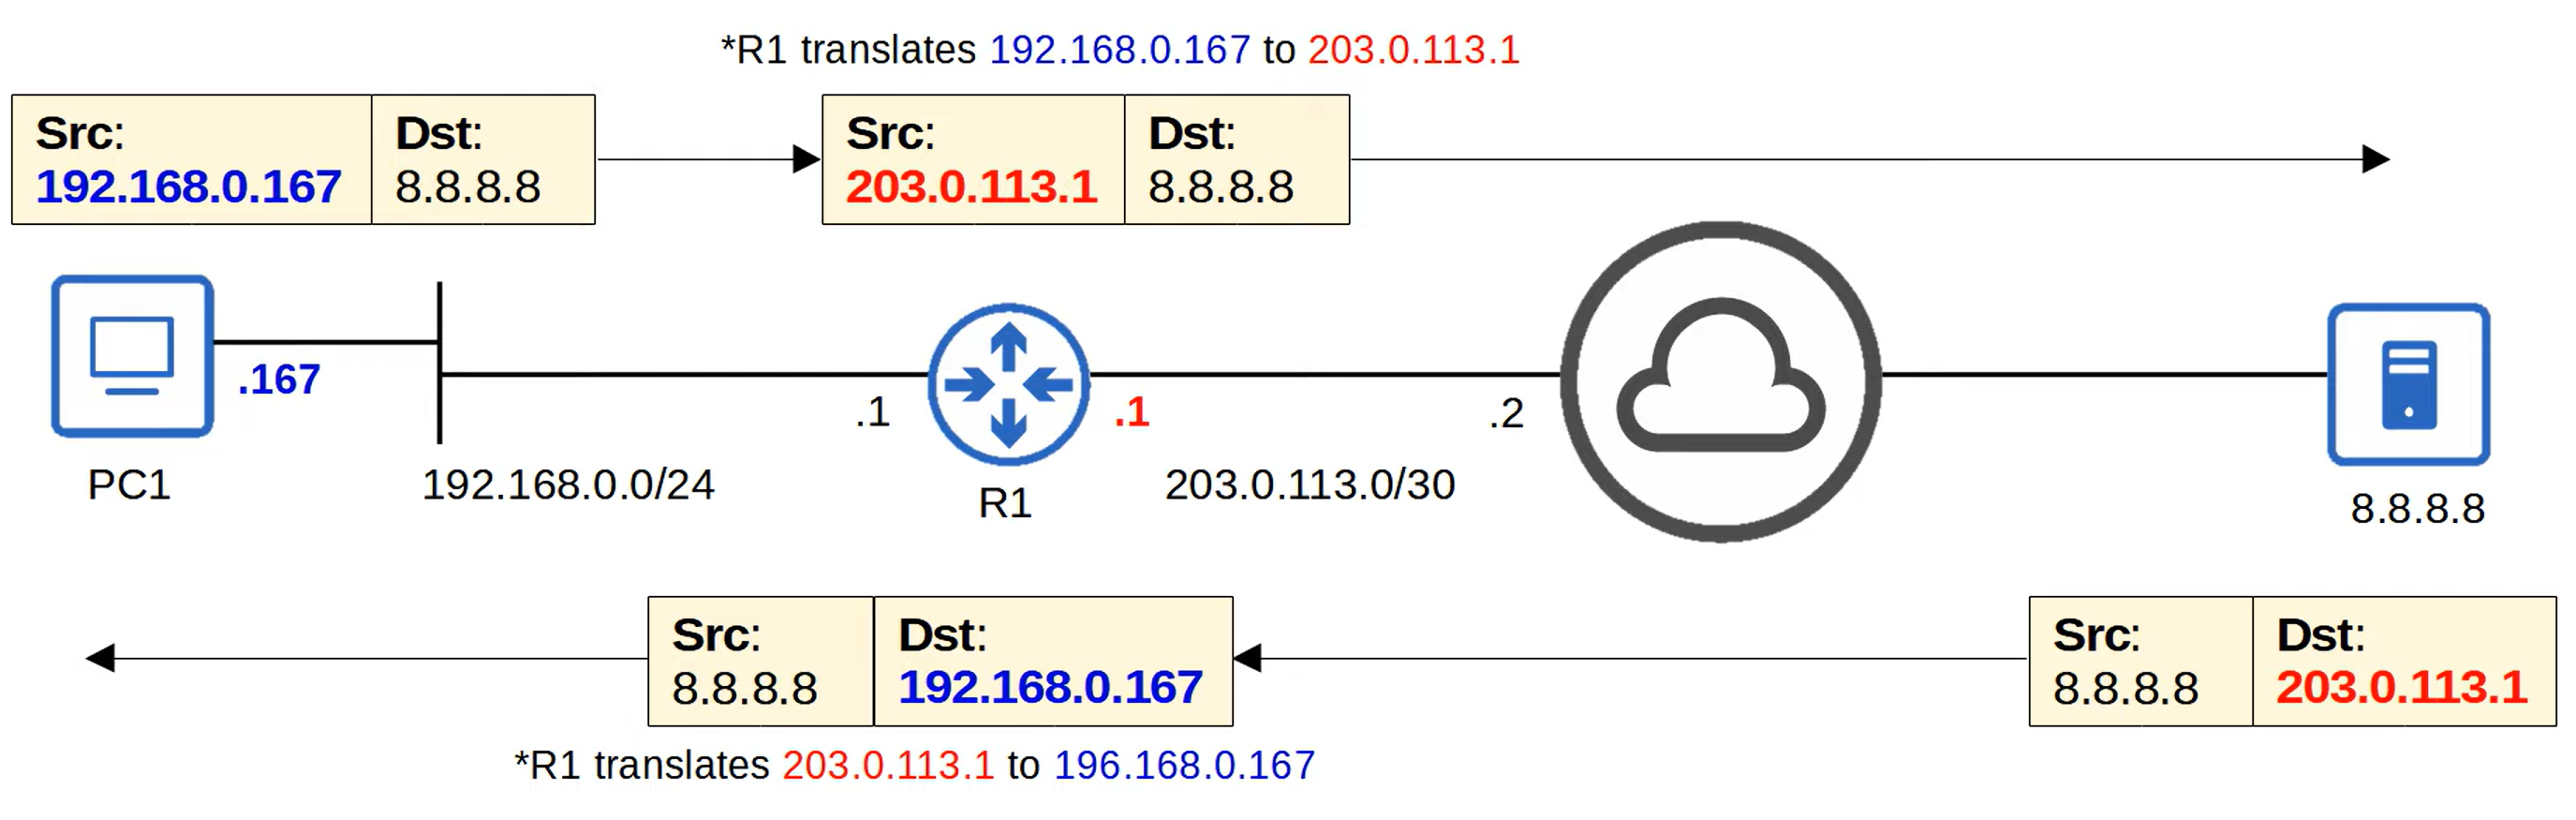 *R1 translates 192.168.0.167 to 203.0.113.1
Src:
192.168.0.167
Dst:
8.8.8.8
Src:
203.0.113.1
Dst:
8.8.8.8
.167
.1
.1
.2
PC1
192.168.0.0/24
R1
203.0.113.0/30
8.8.8.8
Src:
8.8.8.8
Dst:
192.168.0.167
Src:
8.8.8.8
Dst:
203.0.113.1
*R1 translates 203.0.113.1 to 196.168.0.167